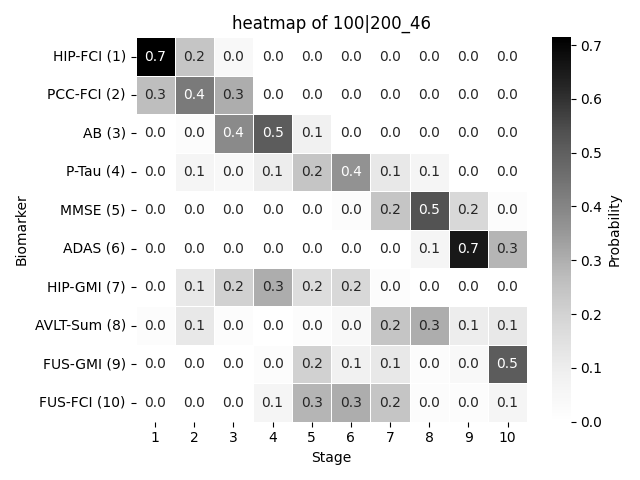 heatmap of 100|200_46
HIP-FCI (1) 0.7 0.2 0.0 0.0 0.0 0.0 0.0 0.0 0.0 0.0
PCC-FCI (2) 0.3 0.4 0.3 0.0 0.0 0.0 0.0 0.0 0.0 0.0
AB (3) 0.0 0.0 0.4 0.5 0.1 0.0 0.0 0.0 0.0 0.0
P-Tau (4) 0.0 0.1 0.0 0.1 0.2 0.4 0.1 0.1 0.0 0.0
MMSE (5) 0.0 0.0 0.0 0.0 0.0 0.0 0.2 0.5 0.2 0.0
ADAS (6) 0.0 0.0 0.0 0.0 0.0 0.0 0.0 0.1 0.7 0.3
HIP-GMI (7) 0.0 0.1 0.2 0.3 0.2 0.2 0.0 0.0 0.0 0.0
AVLT-Sum (8) 0.0 0.1 0.0 0.0 0.0 0.0 0.2 0.3 0.1 0.1
FUS-GMI (9) 0.0 0.0 0.0 0.0 0.2 0.1 0.1 0.0 0.0 0.5
FUS-FCI (10) 0.0 0.0 0.0 0.1 0.3 0.3 0.2 0.0 0.0 0.1
1 2 3 4 5 6 7 8 9 10
Stage
Biomarker
0.7
0.6
0.5
0.4
0.3
0.2
0.1
0.0
Probability